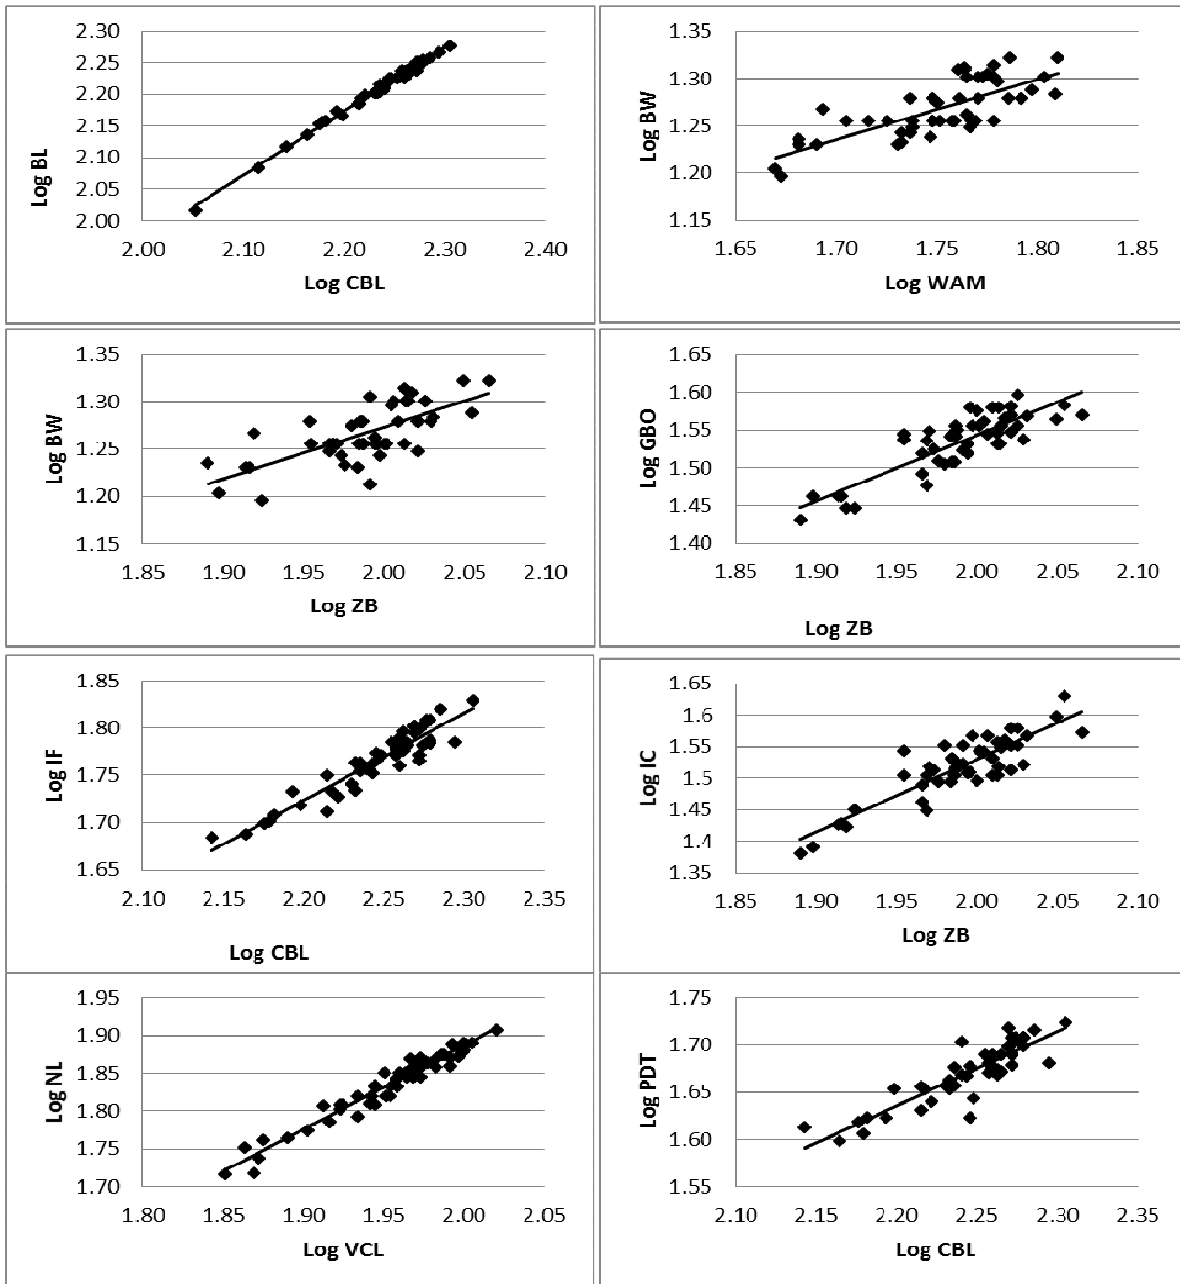 Log BL
2.30
2.25
2.20
2.15
2.10
2.05
2.00
2.00 2.10 2.20 2.30 2.40
Log CBL
Log BW
1.35
1.30
1.25
1.20
1.15
1.65 1.70 1.75 1.80 1.85
Log WAM
Log BW
1.35
1.30
1.25
1.20
1.15
1.85 1.90 1.95 2.00 2.05 2.10
Log ZB
Log GBO
1.65
1.60
1.55
1.50
1.45
1.40
1.85 1.90 1.95 2.00 2.05 2.10
Log ZB
Log IF
1.85
1.80
1.75
1.70
1.65
2.10 2.15 2.20 2.25 2.30 2.35
Log CBL
Log IC
1.65
1.6
1.55
1.5
1.45
1.4
1.35
1.85 1.90 1.95 2.00 2.05 2.10
Log ZB
Log NL
1.95
1.90
1.85
1.80
1.75
1.70
1.80 1.85 1.90 1.95 2.00 2.05
Log VCL
Log PDT
1.75
1.70
1.65
1.60
1.55
2.10 2.15 2.20 2.25 2.30 2.35
Log CBL